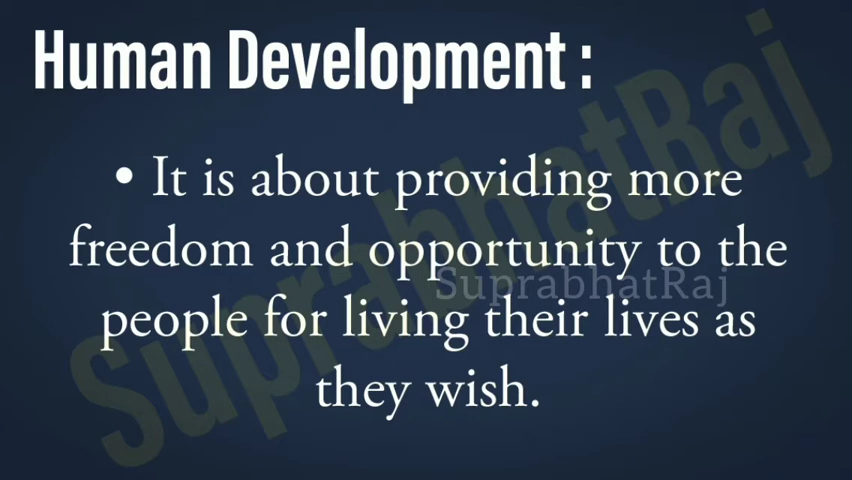 Human Development :
• It is about providing more
freedom and opportunity to the
people for living their lives as
they wish.
SuprabhatRaj
SuprabhatRaj